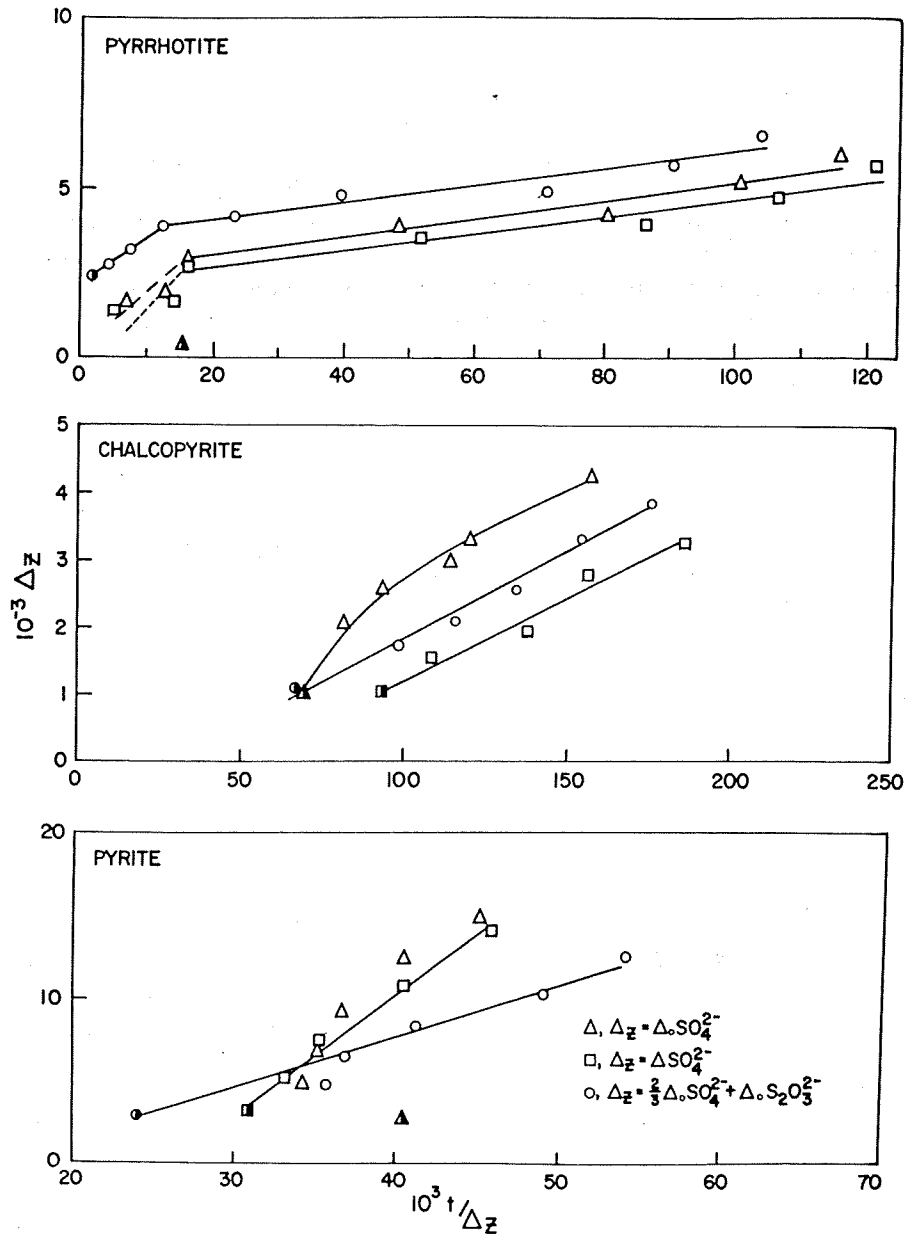 PYRRHOTITE
10
5
0
0 20 40 60 80 100 120
CHALCOPYRITE
5
4
3
2
1
0
0 50 100 150 200 250
10⁻³ Δz
PYRITE
20
10
0
20 30 40 50 60 70
△, Δz = Δ₀SO₄²⁻
□, Δz = ΔSO₄²⁻
○, Δz = 2/3 Δ₀SO₄²⁻ + Δ₀S₂O₃²⁻
10³ t/Δz